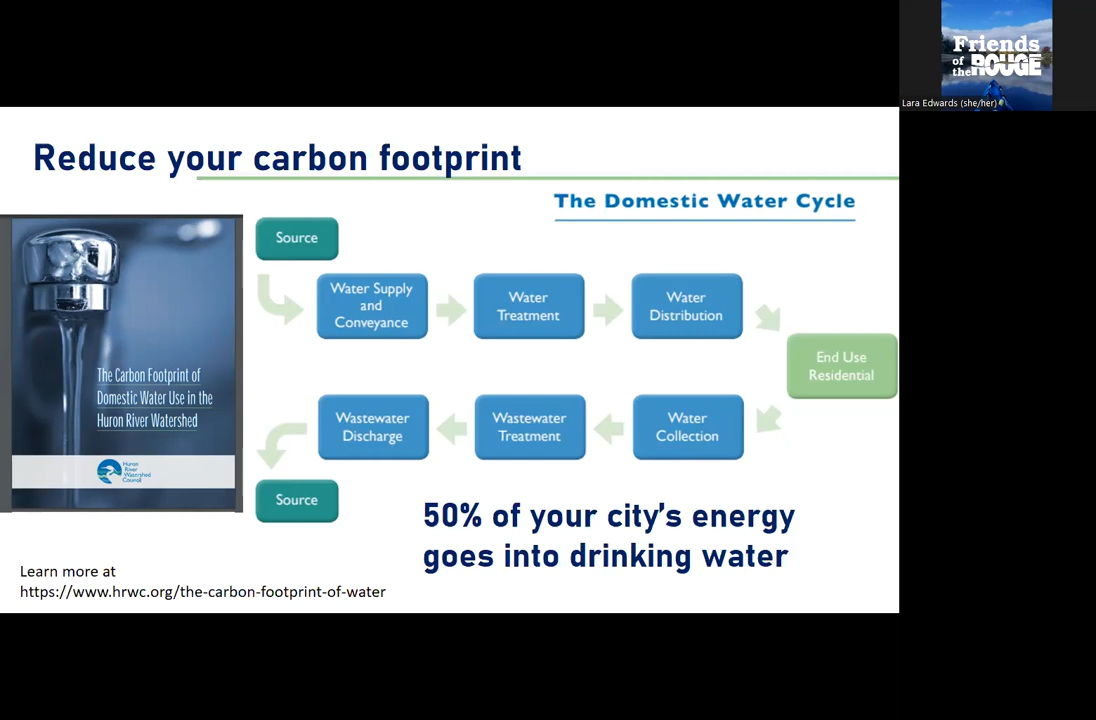 Friends
of
the ROUGE
Lara Edwards (she/her)
Reduce your carbon footprint
The Domestic Water Cycle
Source
Water Supply
and
Conveyance
Water
Treatment
Water
Distribution
End Use
Residential
Water
Collection
Wastewater
Treatment
Wastewater
Discharge
Source
The Carbon Footprint of
Domestic Water Use in the
Huron River Watershed
Huron
River
Watershed
Council
50% of your city's energy
goes into drinking water
Learn more at
https://www.hrwc.org/the-carbon-footprint-of-water